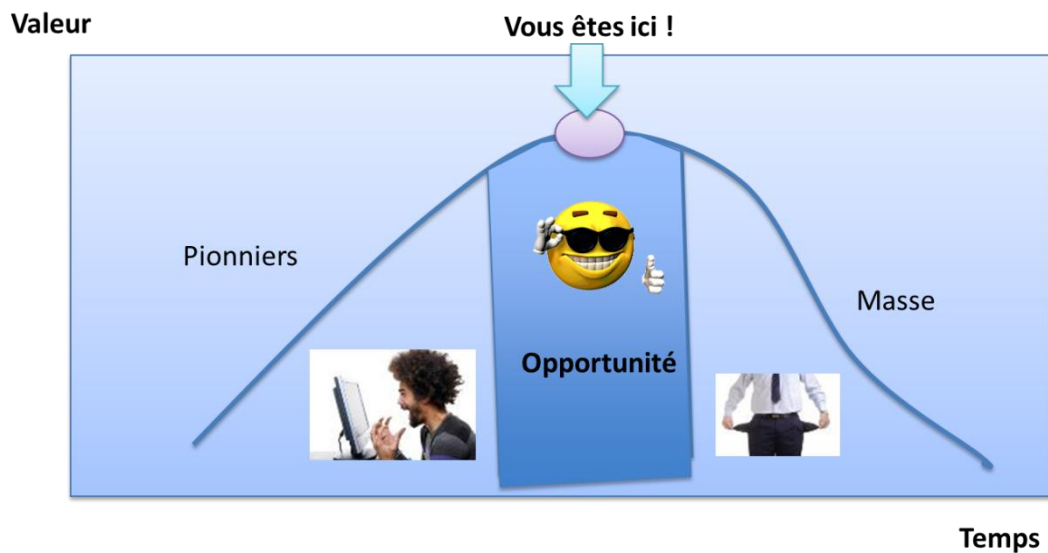 Valeur
Vous êtes ici !
Pionniers
Masse
Opportunité
Temps